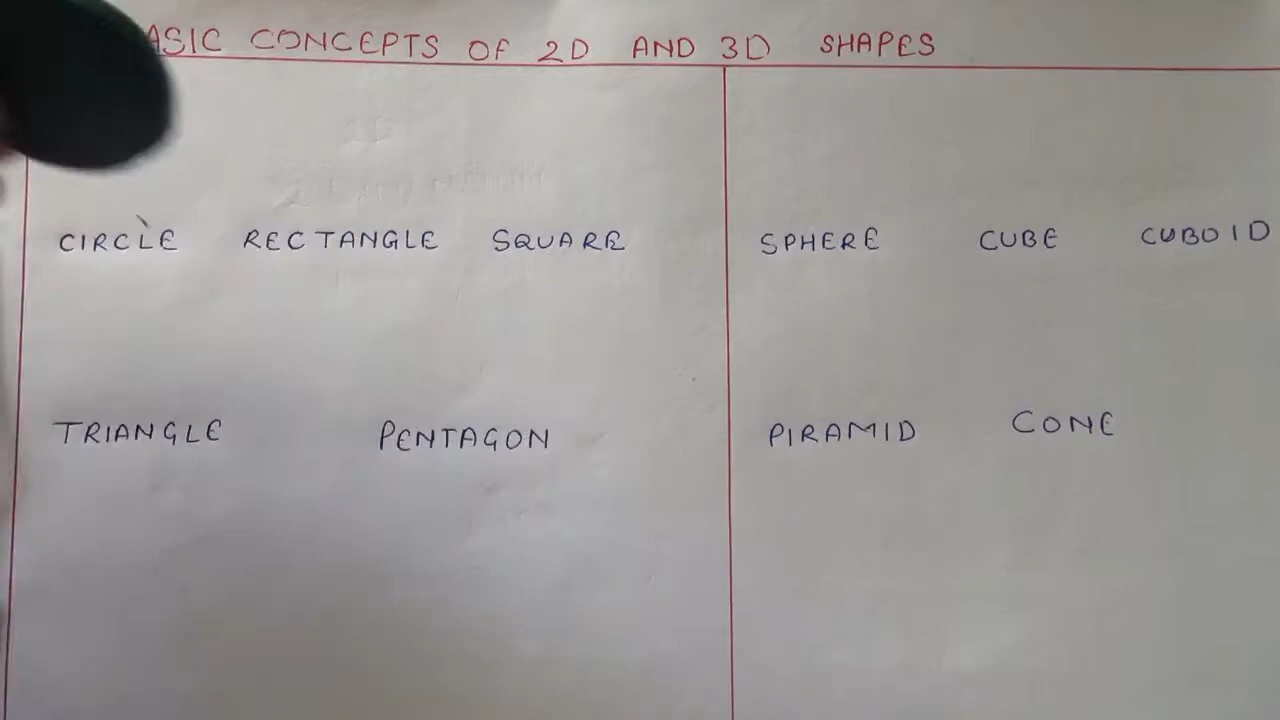 ASIC CONCEPTS OF 2D AND 3D SHAPES
CIRCLE RECTANGLE SQUARE
TRIANGLE PENTAGON
SPHERE CUBE CUBOID
PIRAMID CONE